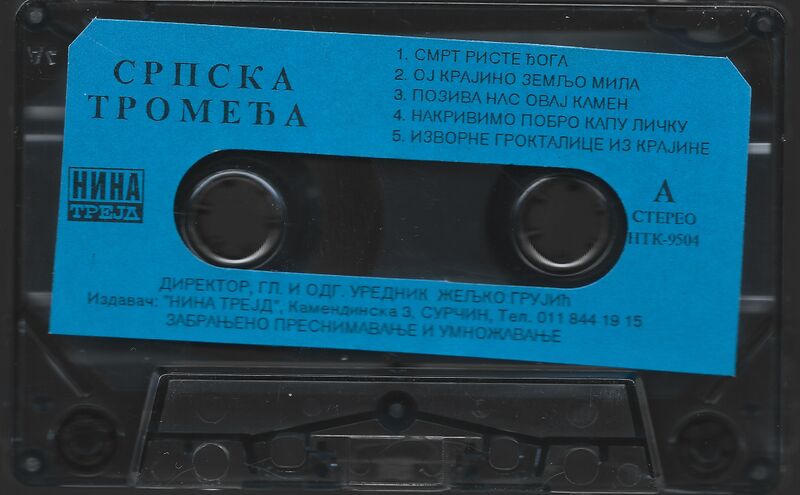 СРПСКА
ТРОМЕЂА
1. СМРТ РИСТЕ ЂОГА
2. ОЈ КРАЈИНО ЗЕМЉО МИЛА
3. ПОЗИВА НАС ОВАЈ КАМЕН
4. НАКРИВИМО ПОБРО КАПУ ЛИЧКУ
5. ИЗВОРНЕ ГРОКТАЛИЦЕ ИЗ КРАЈИНЕ
НИНА
ТРЕЈД
А
СТЕРЕО
НТК-9504
ДИРЕКТОР, ГЛ. И ОДГ. УРЕДНИК ЖЕЉКО ГРУЈИЋ
Издавач: "НИНА ТРЕЈД", Камендинска 3, СУРЧИН, Тел. 011 844 19 15
ЗАБРАЊЕНО ПРЕСНИМАВАЊЕ И УМНОЖАВАЊЕ